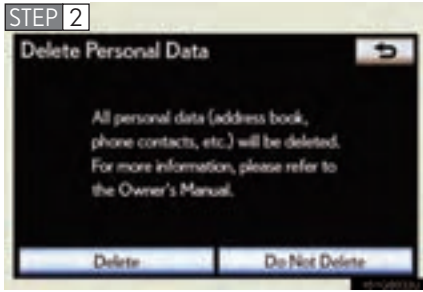 STEP 2
Delete Personal Data
All personal data (address book,
phone contacts, etc.) will be deleted.
For more information, please refer to
the Owner's Manual.
Delete Do Not Delete